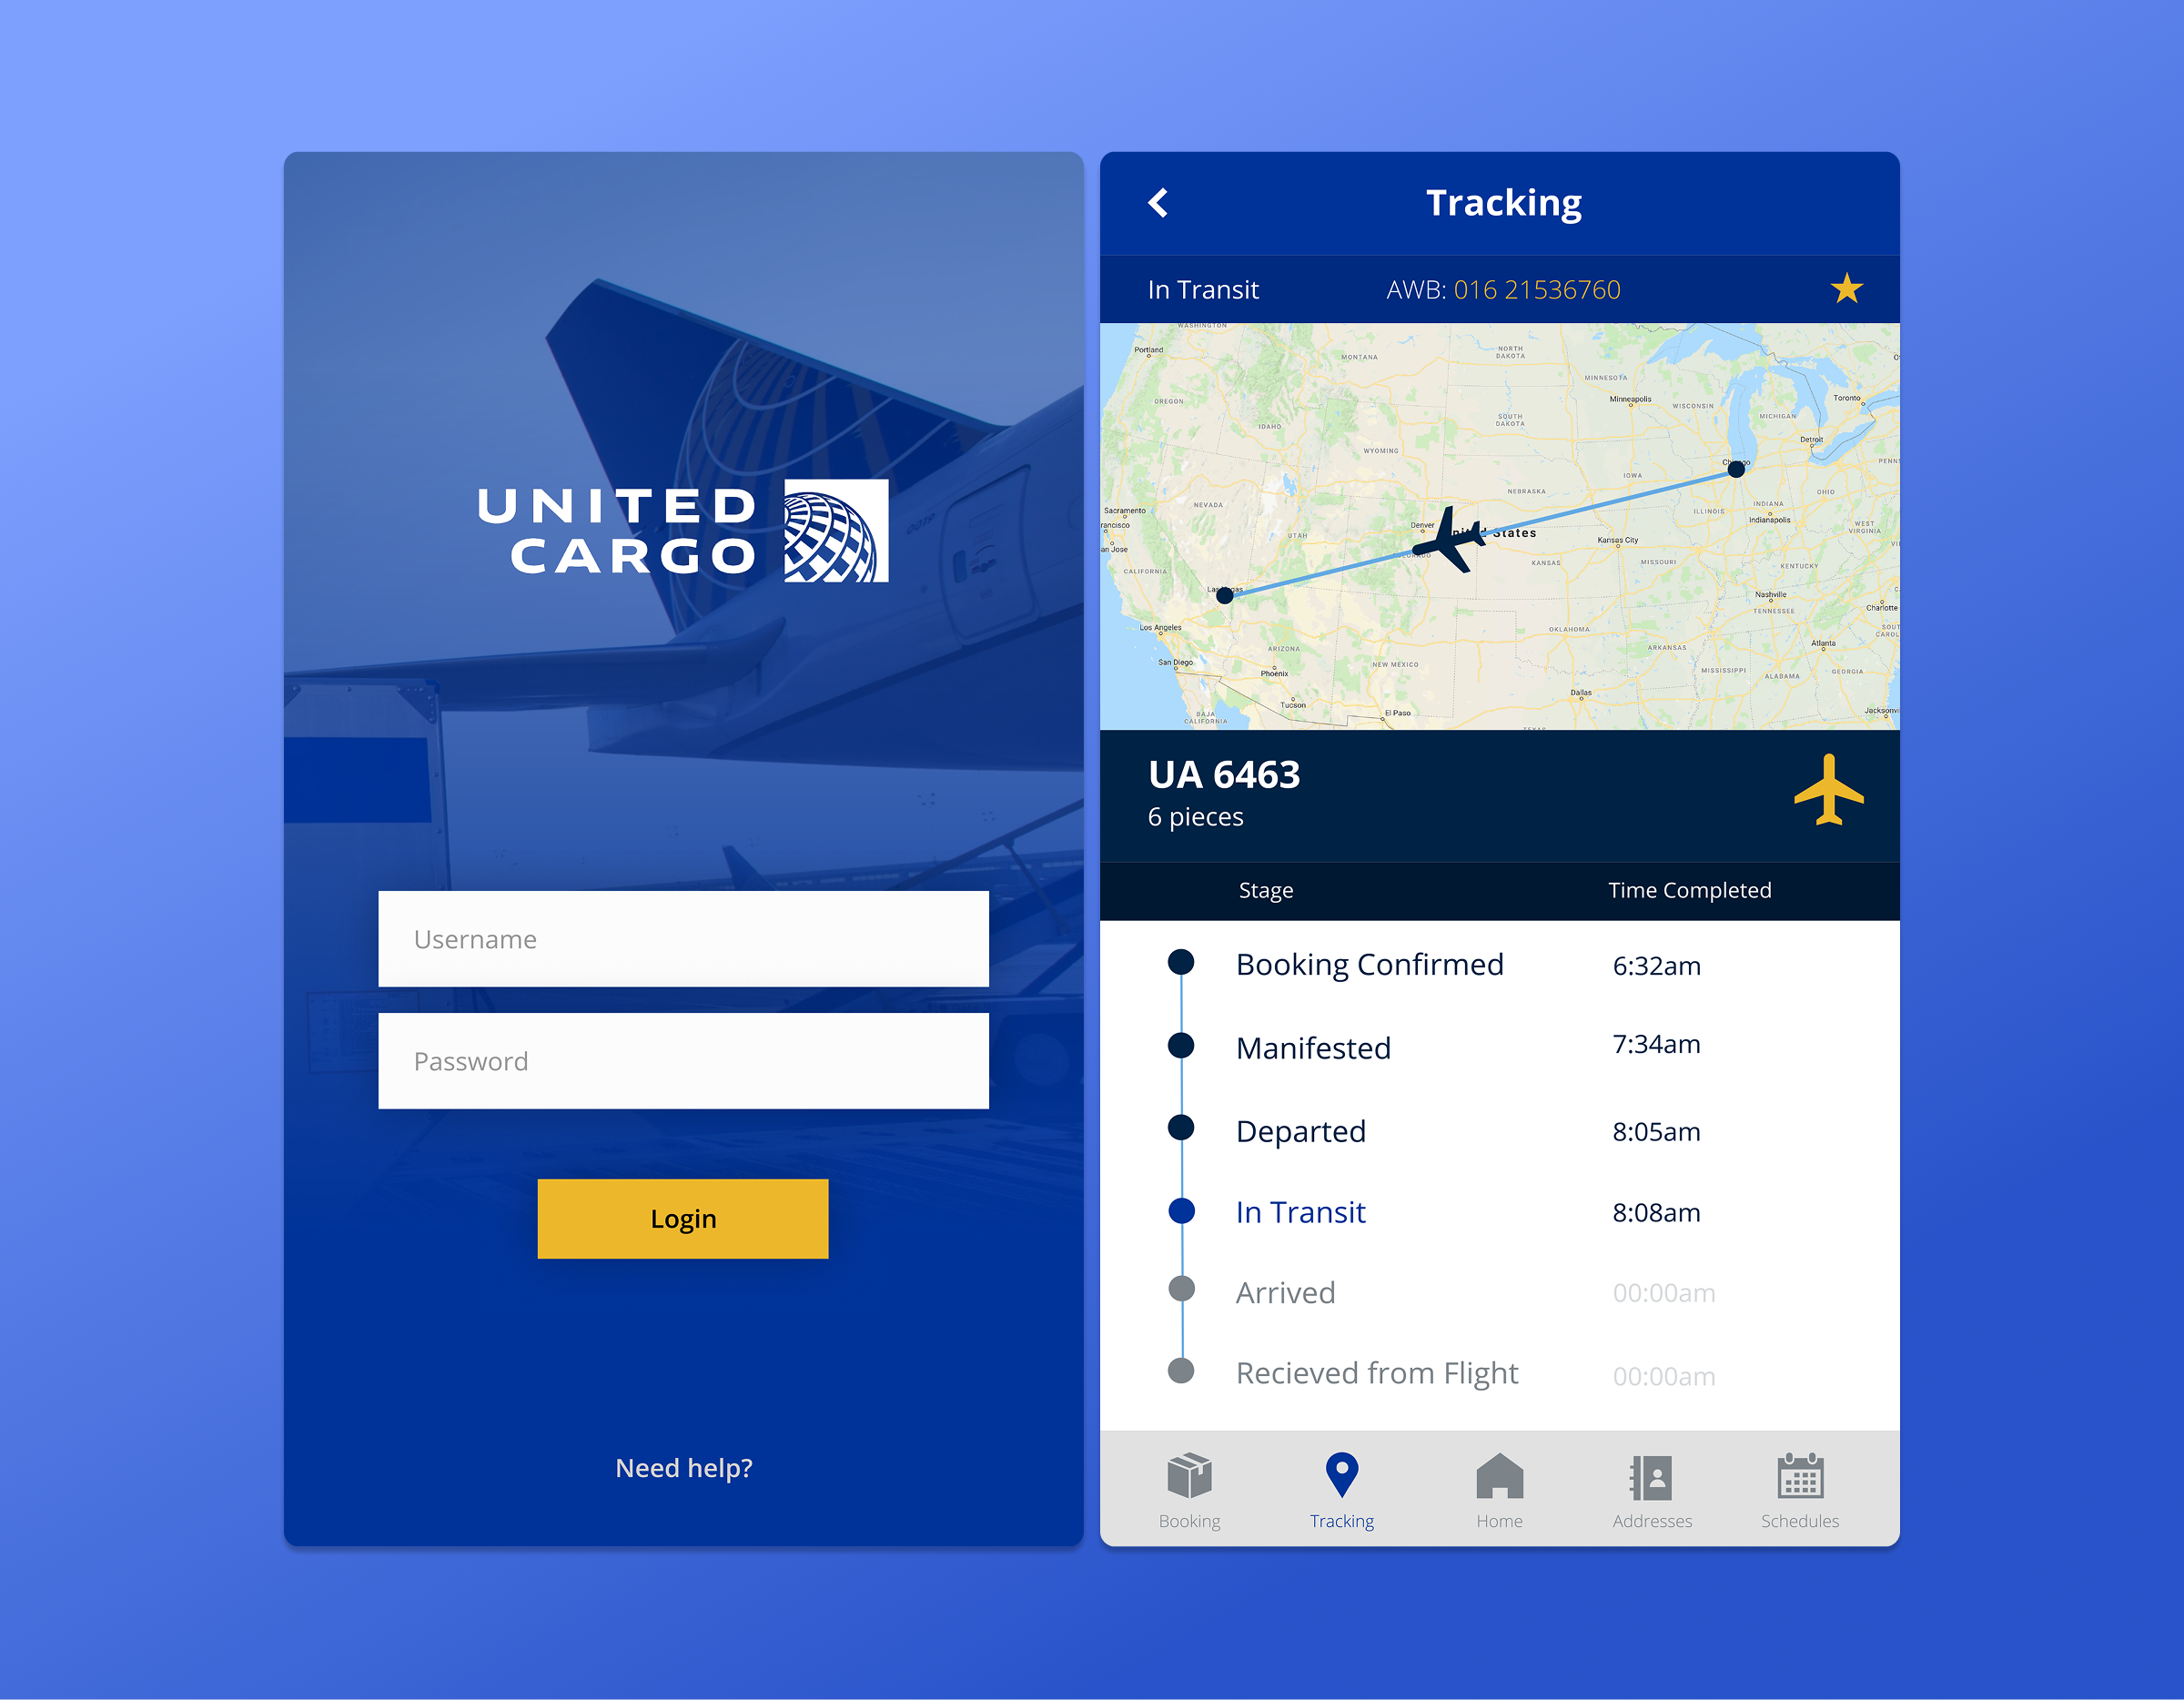 UNITED
CARGO
Username
Password
Login
Need help?
Tracking
In Transit
AWB: 016 21536760
WASHINGTON
Portland
MONTANA
NORTH
DAKOTA
MINNESOTA
Minneapolis
WISCONSIN
MICHIGAN
Toronto
OREGON
IDAHO
SOUTH
DAKOTA
Detroit
WYOMING
IOWA
Chicago
NEBRASKA
INDIANA
OHIO
NEVADA
Sacramento
ILLINOIS
Indianapolis
WEST
VIRGINIA
Denver
United States
Kansas City
UTAH
COLORADO
KANSAS
MISSOURI
KENTUCKY
CALIFORNIA
Las Vegas
Nashville
TENNESSEE
Charlotte
Los Angeles
OKLAHOMA
ARKANSAS
Atlanta
ARIZONA
San Diego
Phoenix
NEW MEXICO
MISSISSIPPI
ALABAMA
GEORGIA
Dallas
Tucson
El Paso
BAJA
CALIFORNIA
UA 6463
6 pieces
Stage
Time Completed
Booking Confirmed
6:32am
Manifested
7:34am
Departed
8:05am
In Transit
8:08am
Arrived
00:00am
Recieved from Flight
00:00am
Booking
Tracking
Home
Addresses
Schedules